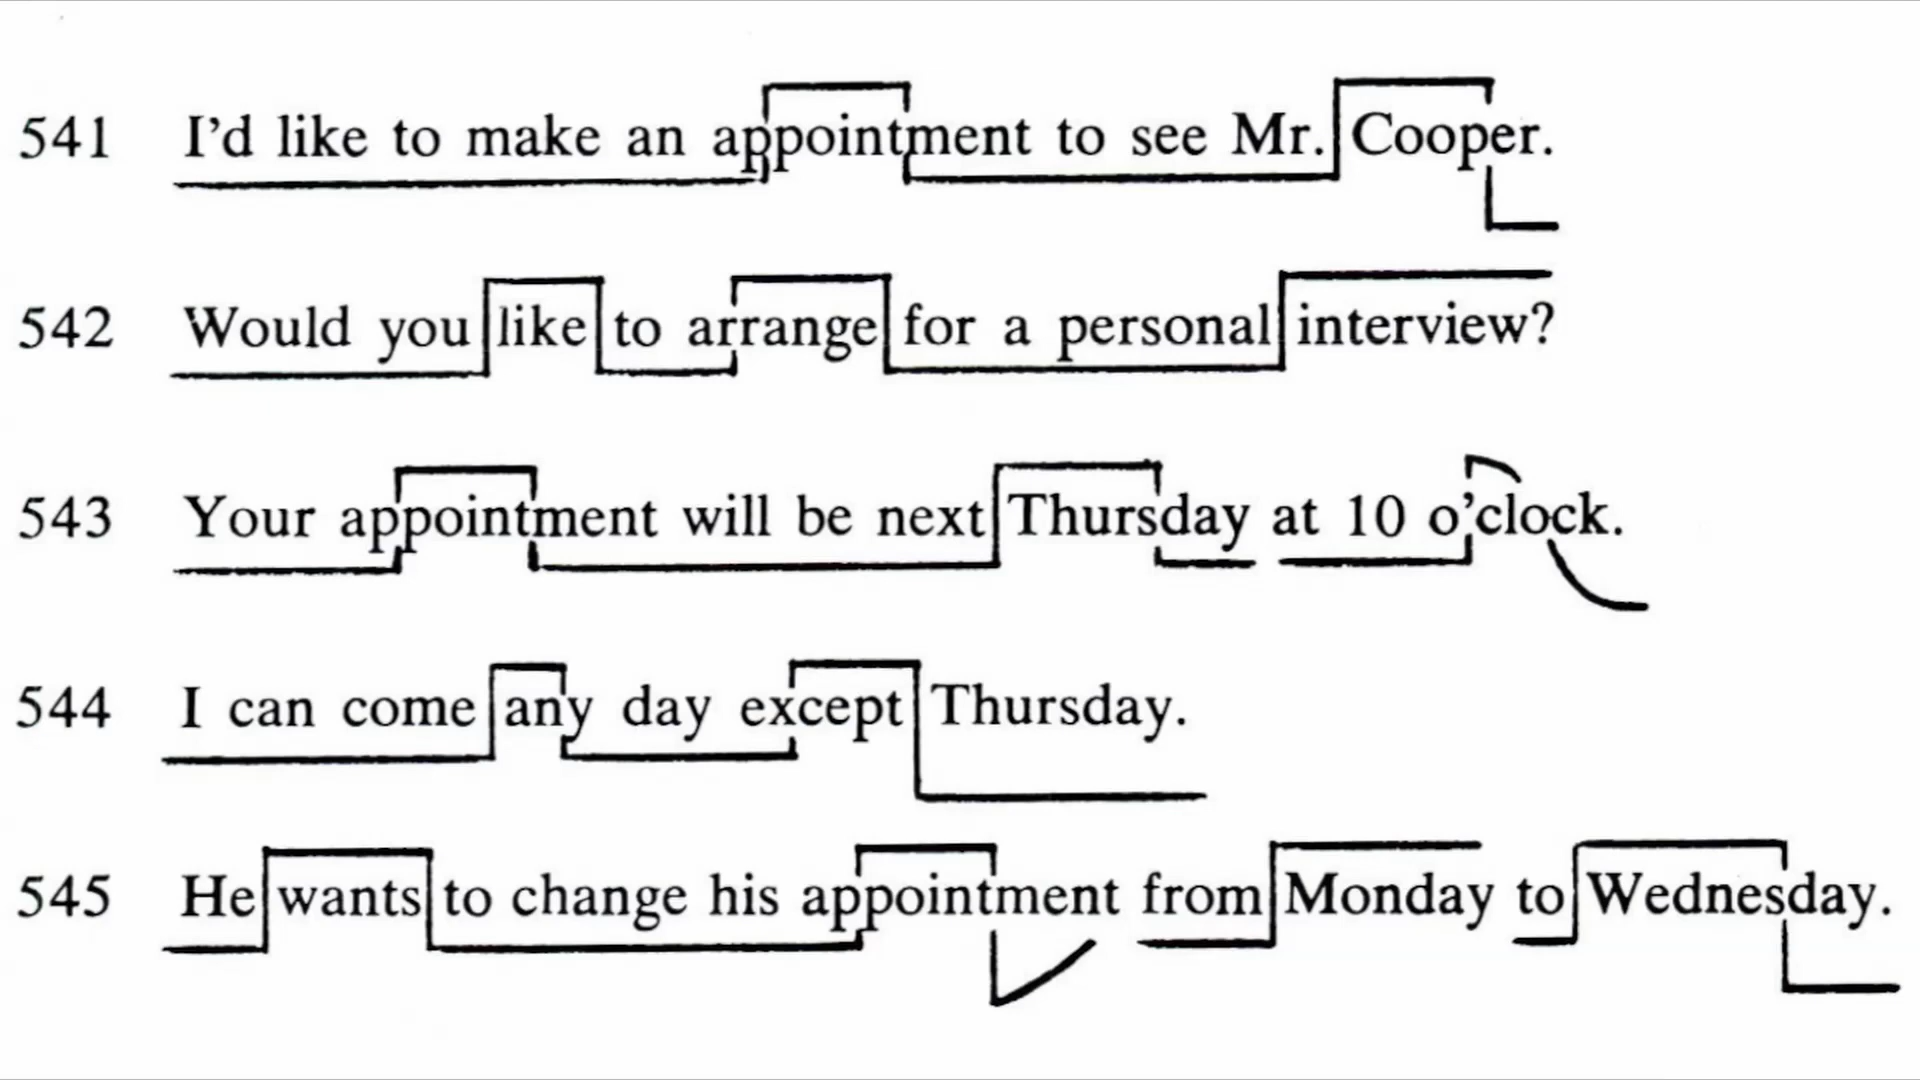 541 I'd like to make an appointment to see Mr. Cooper.
542 Would you like to arrange for a personal interview?
543 Your appointment will be next Thursday at 10 o'clock.
544 I can come any day except Thursday.
545 He wants to change his appointment from Monday to Wednesday.